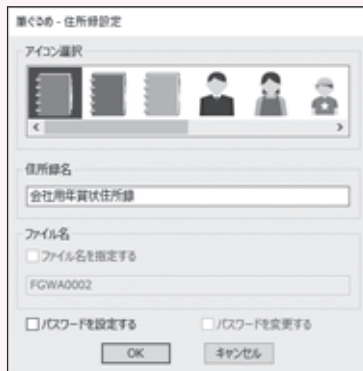 筆ぐるめ - 住所録設定
アイコン選択
住所録名
会社用年賀状住所録
ファイル名
ファイル名を指定する
FGWA0002
パスワードを設定する パスワードを変更する
OK キャンセル